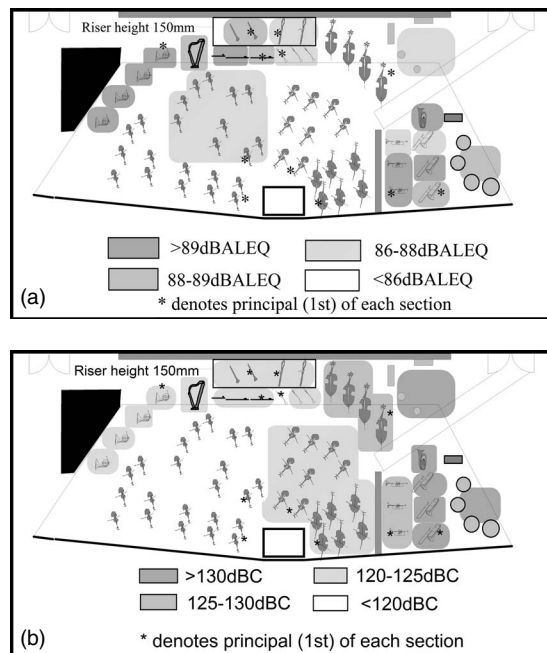 Riser height 150mm
>89dBALEQ 86-88dBALEQ
88-89dBALEQ <86dBALEQ
(a) * denotes principal (1st) of each section
Riser height 150mm
>130dBC 120-125dBC
125-130dBC <120dBC
(b) * denotes principal (1st) of each section